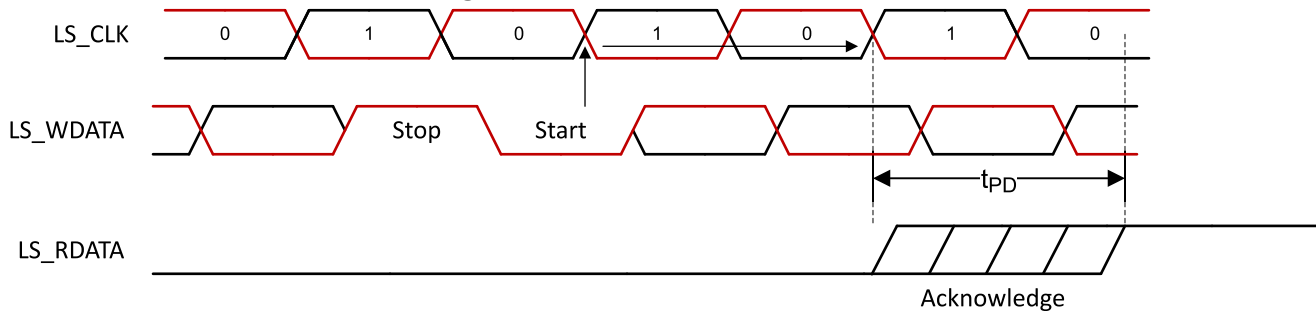 LS_CLK 0 1 0 1 0 1 0
LS_WDATA Stop Start
tPD
LS_RDATA
Acknowledge